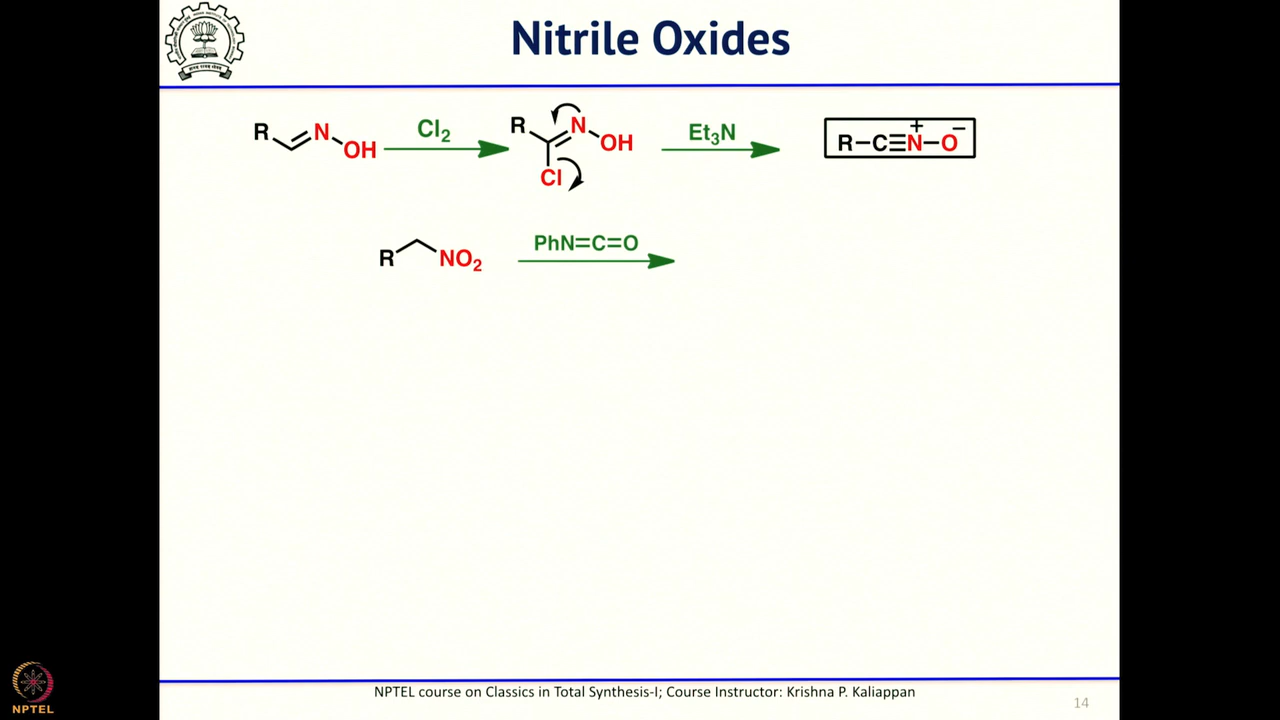 Nitrile Oxides
R N OH Cl2 R N OH Cl Et3N R–C≡N–O + −
R NO2 PhN=C=O
NPTEL course on Classics in Total Synthesis-I; Course Instructor: Krishna P. Kaliappan
14
NPTEL